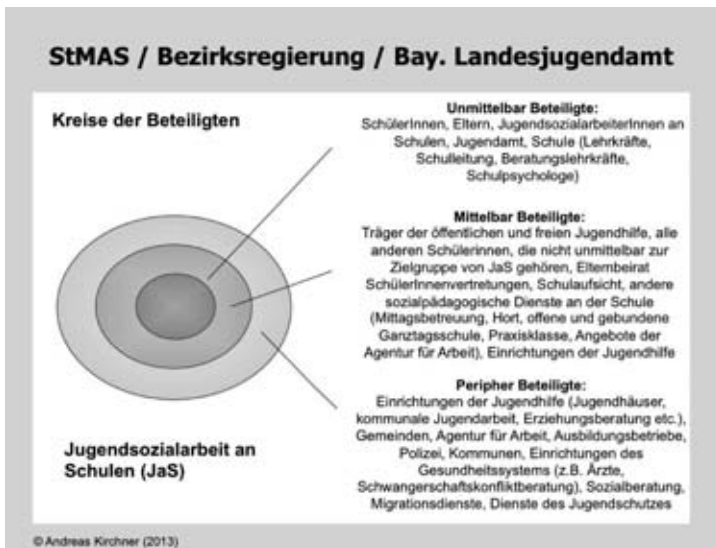 StMAS / Bezirksregierung / Bay. Landesjugendamt
Kreise der Beteiligten
Unmittelbar Beteiligte:
SchülerInnen, Eltern, JugendsozialarbeiterInnen an
Schulen, Jugendamt, Schule (Lehrkräfte,
Schulleitung, Beratungslehrkräfte,
Schulpsychologe)
Mittelbar Beteiligte:
Träger der öffentlichen und freien Jugendhilfe, alle
anderen Schülerinnen, die nicht unmittelbar zur
Zielgruppe von JaS gehören, Elternbeirat
SchülerInnenvertretungen, Schulaufsicht, andere
sozialpädagogische Dienste an der Schule
(Mittagsbetreuung, Hort, offene und gebundene
Ganztagsschule, Praxisklasse, Angebote der
Agentur für Arbeit), Einrichtungen der Jugendhilfe
Peripher Beteiligte:
Einrichtungen der Jugendhilfe (Jugendhäuser,
kommunale Jugendarbeit, Erziehungsberatung etc.),
Gemeinden, Agentur für Arbeit, Ausbildungsbetriebe,
Polizei, Kommunen, Einrichtungen des
Gesundheitssystems (z.B. Ärzte,
Schwangerschaftskonfliktberatung), Sozialberatung,
Migrationsdienste, Dienste des Jugendschutzes
Jugendsozialarbeit an
Schulen (JaS)
© Andreas Kirchner (2013)